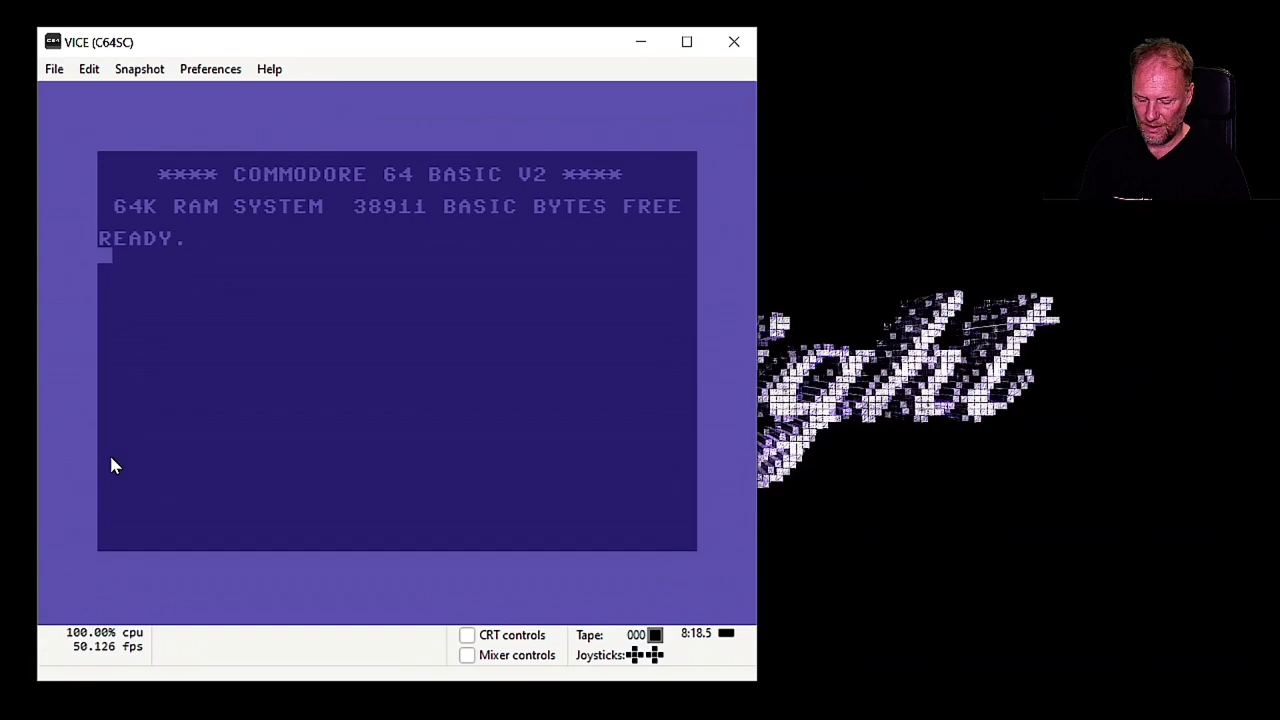 VICE (C64SC)
File Edit Snapshot Preferences Help
**** COMMODORE 64 BASIC V2 ****
64K RAM SYSTEM 38911 BASIC BYTES FREE
READY.
100.00% cpu
50.126 fps
CRT controls
Mixer controls
Tape: 000
Joysticks:
8:18.5